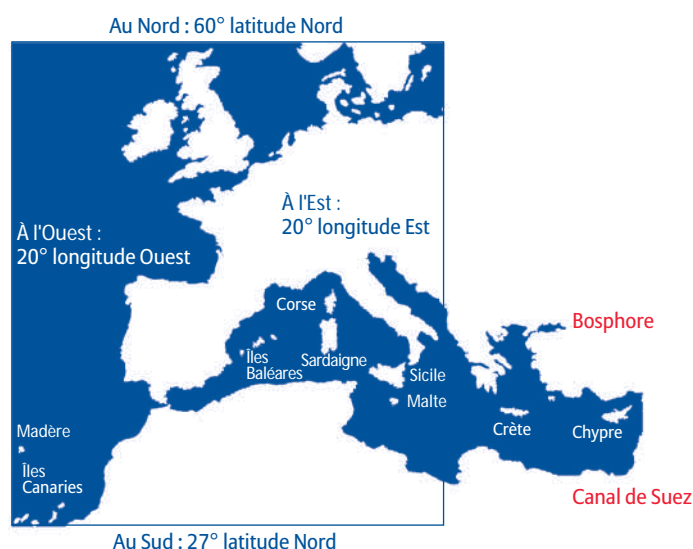 Au Nord : 60° latitude Nord
À l'Est :
20° longitude Est
À l'Ouest :
20° longitude Ouest
Corse
Bosphore
Îles
Baléares
Sardaigne
Sicile
Malte
Crète
Chypre
Madère
Îles
Canaries
Canal de Suez
Au Sud : 27° latitude Nord